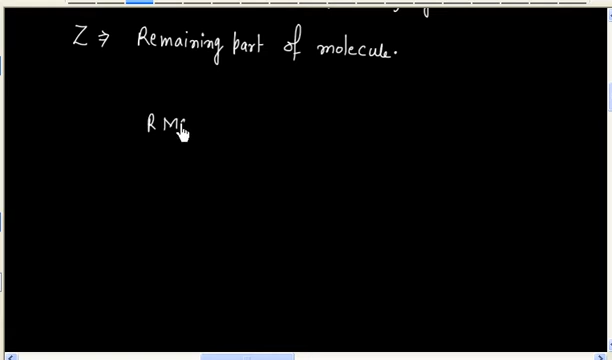 Z ⇒ Remaining part of molecule.
R M